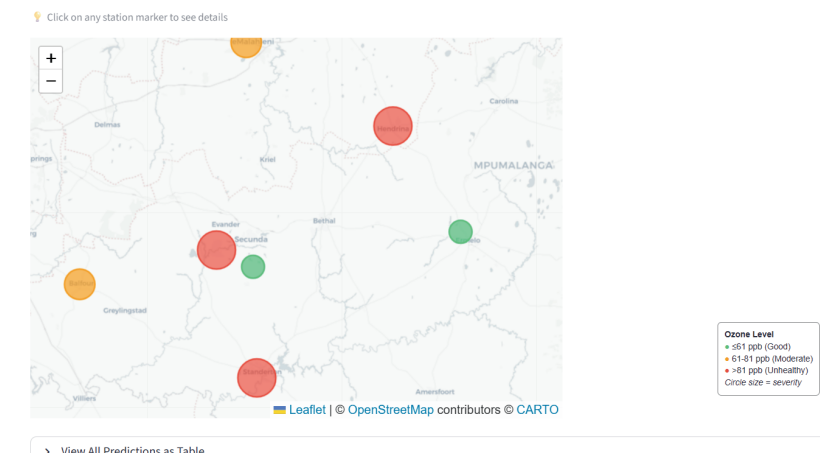 Click on any station marker to see details
+
−
Carolina
Delmas
Hendrina
prings
Kriel
MPUMALANGA
Evander
Bethal
Secunda
Balfour
Greylingstad
Standerton
Amersfoort
Villiers
Leaflet | © OpenStreetMap contributors © CARTO
Ozone Level
≤61 ppb (Good)
61-81 ppb (Moderate)
>81 ppb (Unhealthy)
Circle size = severity
View All Predictions as Table